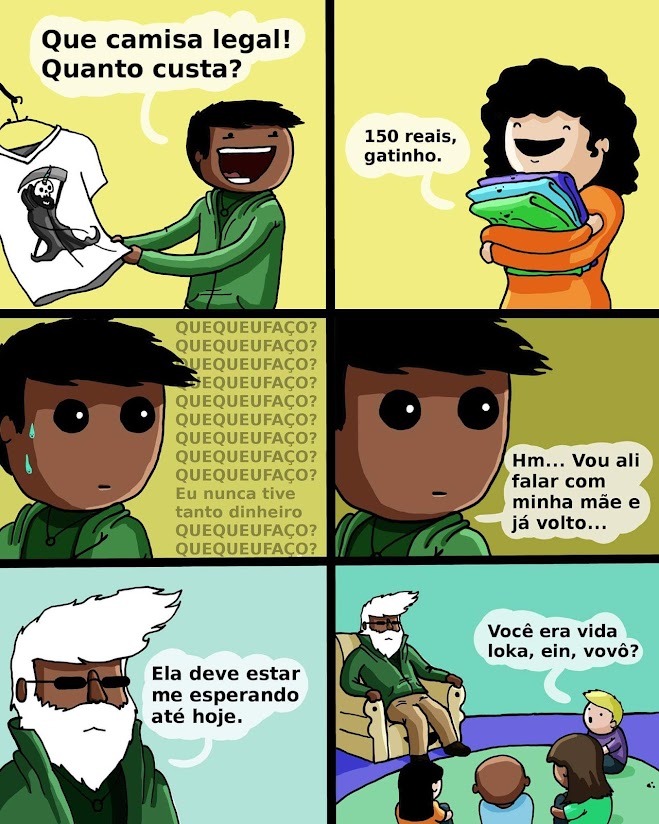 Que camisa legal!
Quanto custa?
150 reais,
gatinho.
QUEQUEUFAÇO?
QUEQUEUFAÇO?
QUEQUEUFAÇO?
QUEQUEUFAÇO?
QUEQUEUFAÇO?
QUEQUEUFAÇO?
QUEQUEUFAÇO?
QUEQUEUFAÇO?
QUEQUEUFAÇO?
Eu nunca tive
tanto dinheiro
QUEQUEUFAÇO?
QUEQUEUFAÇO?
Hm... Vou ali
falar com
minha mãe e
já volto...
Ela deve estar
me esperando
até hoje.
Você era vida
loka, ein, vovô?